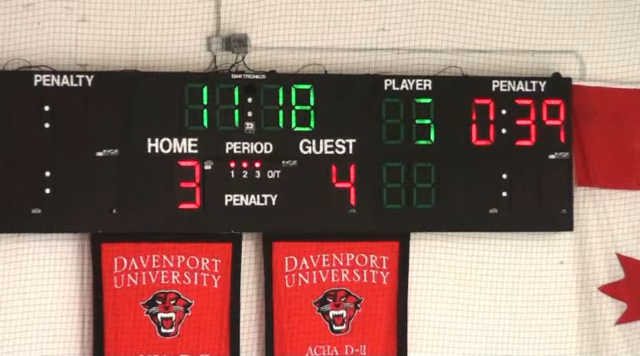 PENALTY
DAKTRONICS
11:18
PLAYER
PENALTY
5
0:39
HOME
PERIOD
GUEST
3
1 2 3 O/T
4
PENALTY
DAVENPORT
UNIVERSITY
DAVENPORT
UNIVERSITY
ACHA D-II